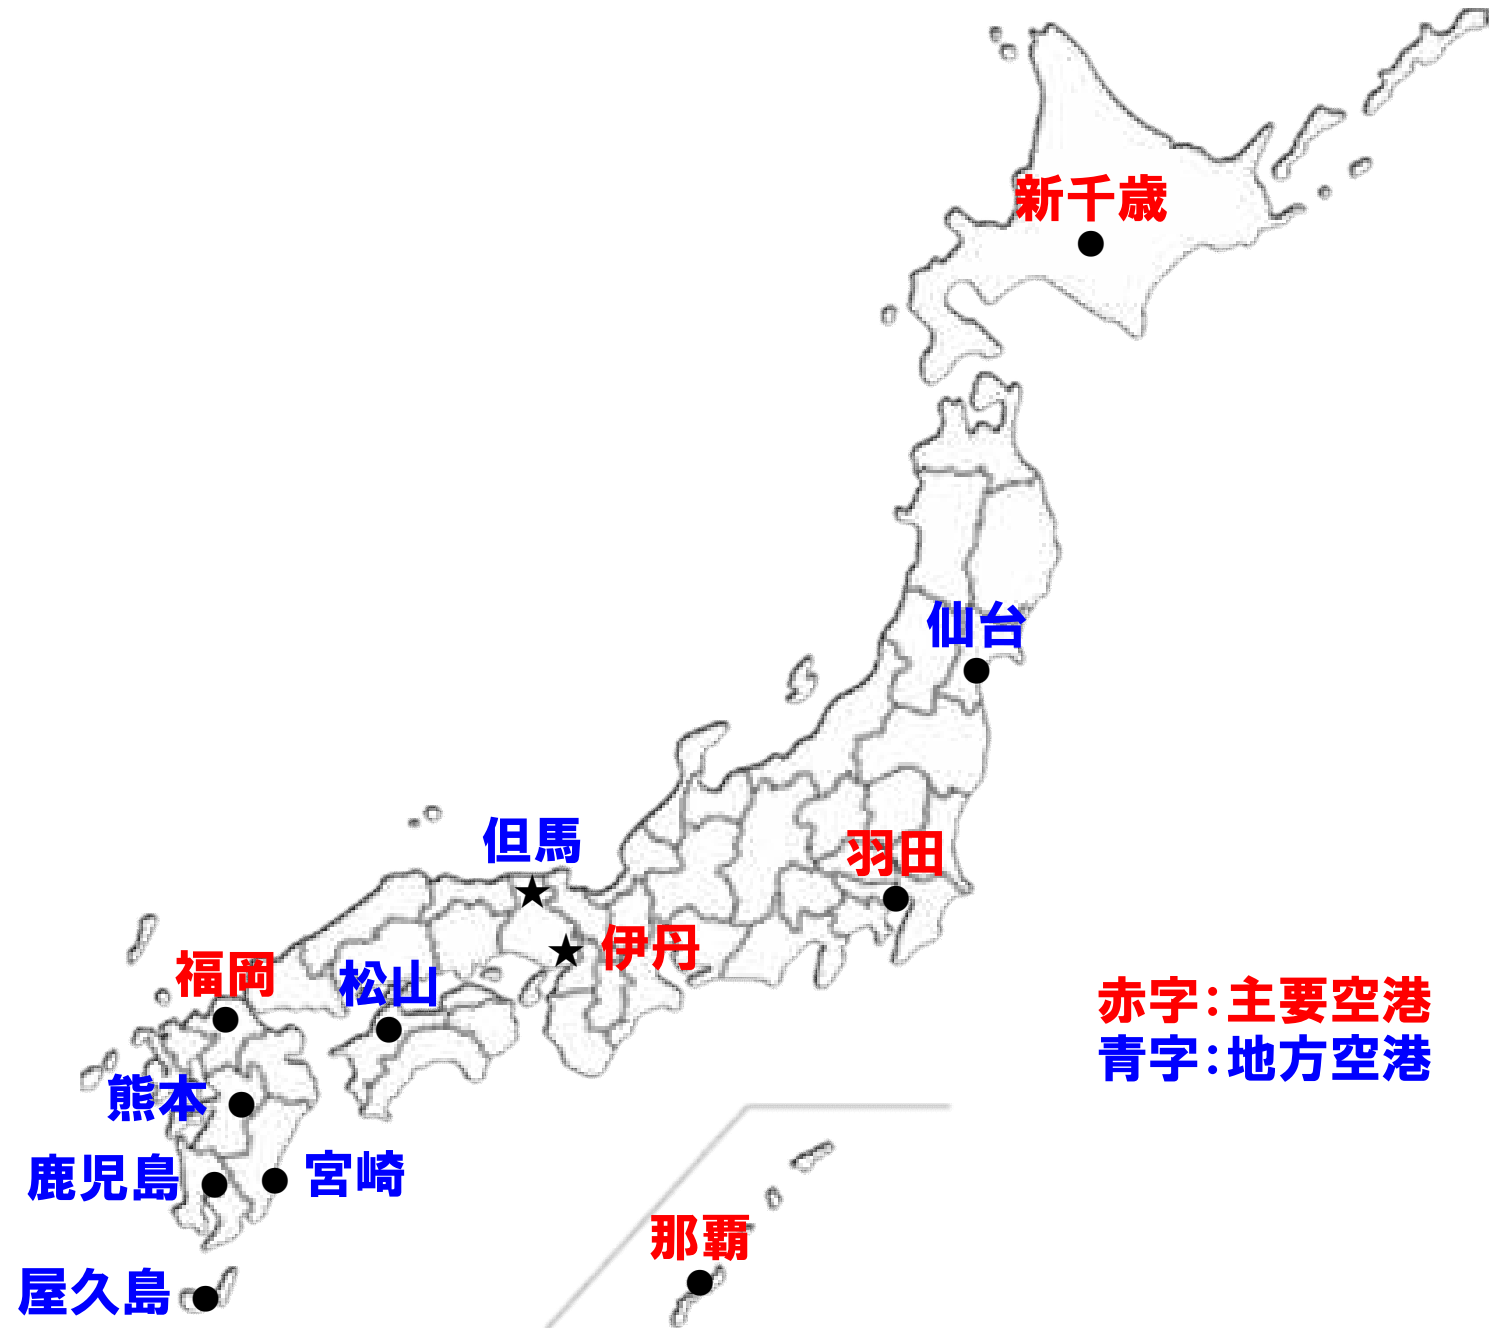 新千歳
仙台
但馬
羽田
伊丹
福岡
松山
赤字：主要空港
青字：地方空港
熊本
鹿児島
宮崎
那覇
屋久島